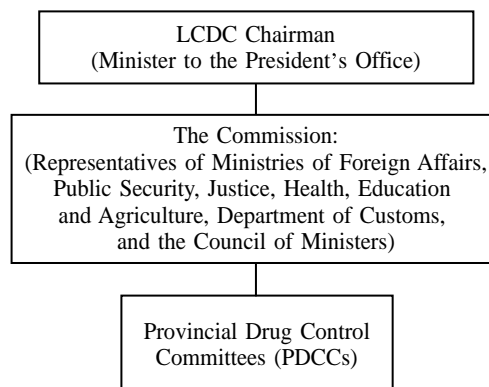 LCDC Chairman
(Minister to the President’s Office)
The Commission:
(Representatives of Ministries of Foreign Affairs,
Public Security, Justice, Health, Education
and Agriculture, Department of Customs,
and the Council of Ministers)
Provincial Drug Control
Committees (PDCCs)